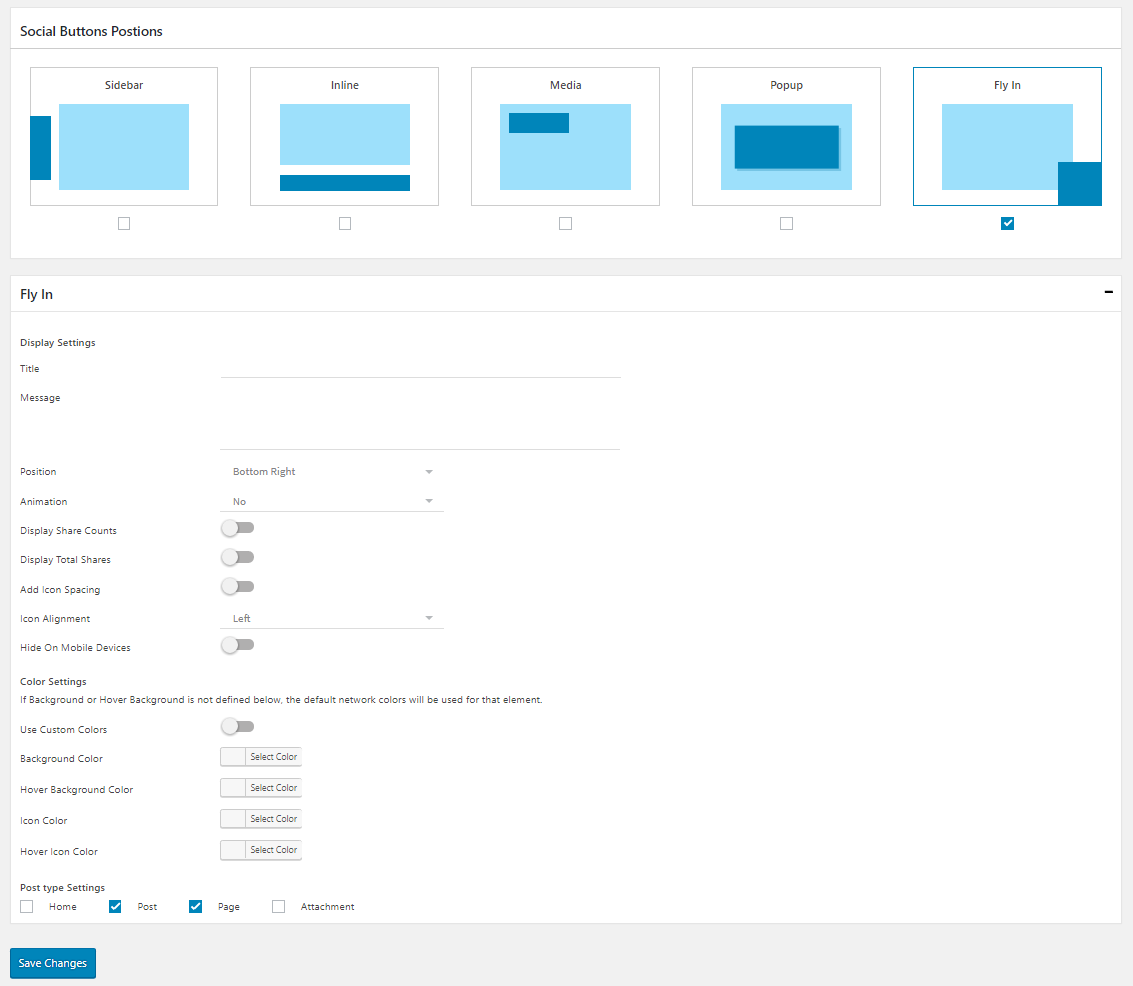 Social Buttons Postions
Sidebar
Inline
Media
Popup
Fly In
Fly In
Display Settings
Title
Message
Position Bottom Right
Animation No
Display Share Counts
Display Total Shares
Add Icon Spacing
Icon Alignment Left
Hide On Mobile Devices
Color Settings
If Background or Hover Background is not defined below, the default network colors will be used for that element.
Use Custom Colors
Background Color Select Color
Hover Background Color Select Color
Icon Color Select Color
Hover Icon Color Select Color
Post type Settings
Home Post Page Attachment
Save Changes